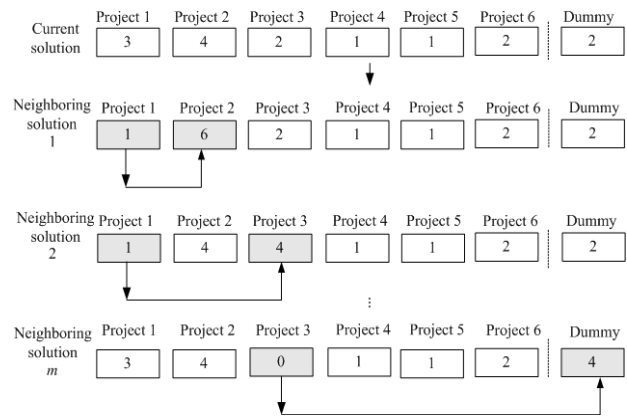 Project 1 Project 2 Project 3 Project 4 Project 5 Project 6 Dummy
Current solution 3 4 2 1 1 2 2
Project 1 Project 2 Project 3 Project 4 Project 5 Project 6 Dummy
Neighboring solution 1 1 6 2 1 1 2 2
Project 1 Project 2 Project 3 Project 4 Project 5 Project 6 Dummy
Neighboring solution 2 1 4 4 1 1 2 2
⋮
Project 1 Project 2 Project 3 Project 4 Project 5 Project 6 Dummy
Neighboring solution m 3 4 0 1 1 2 4